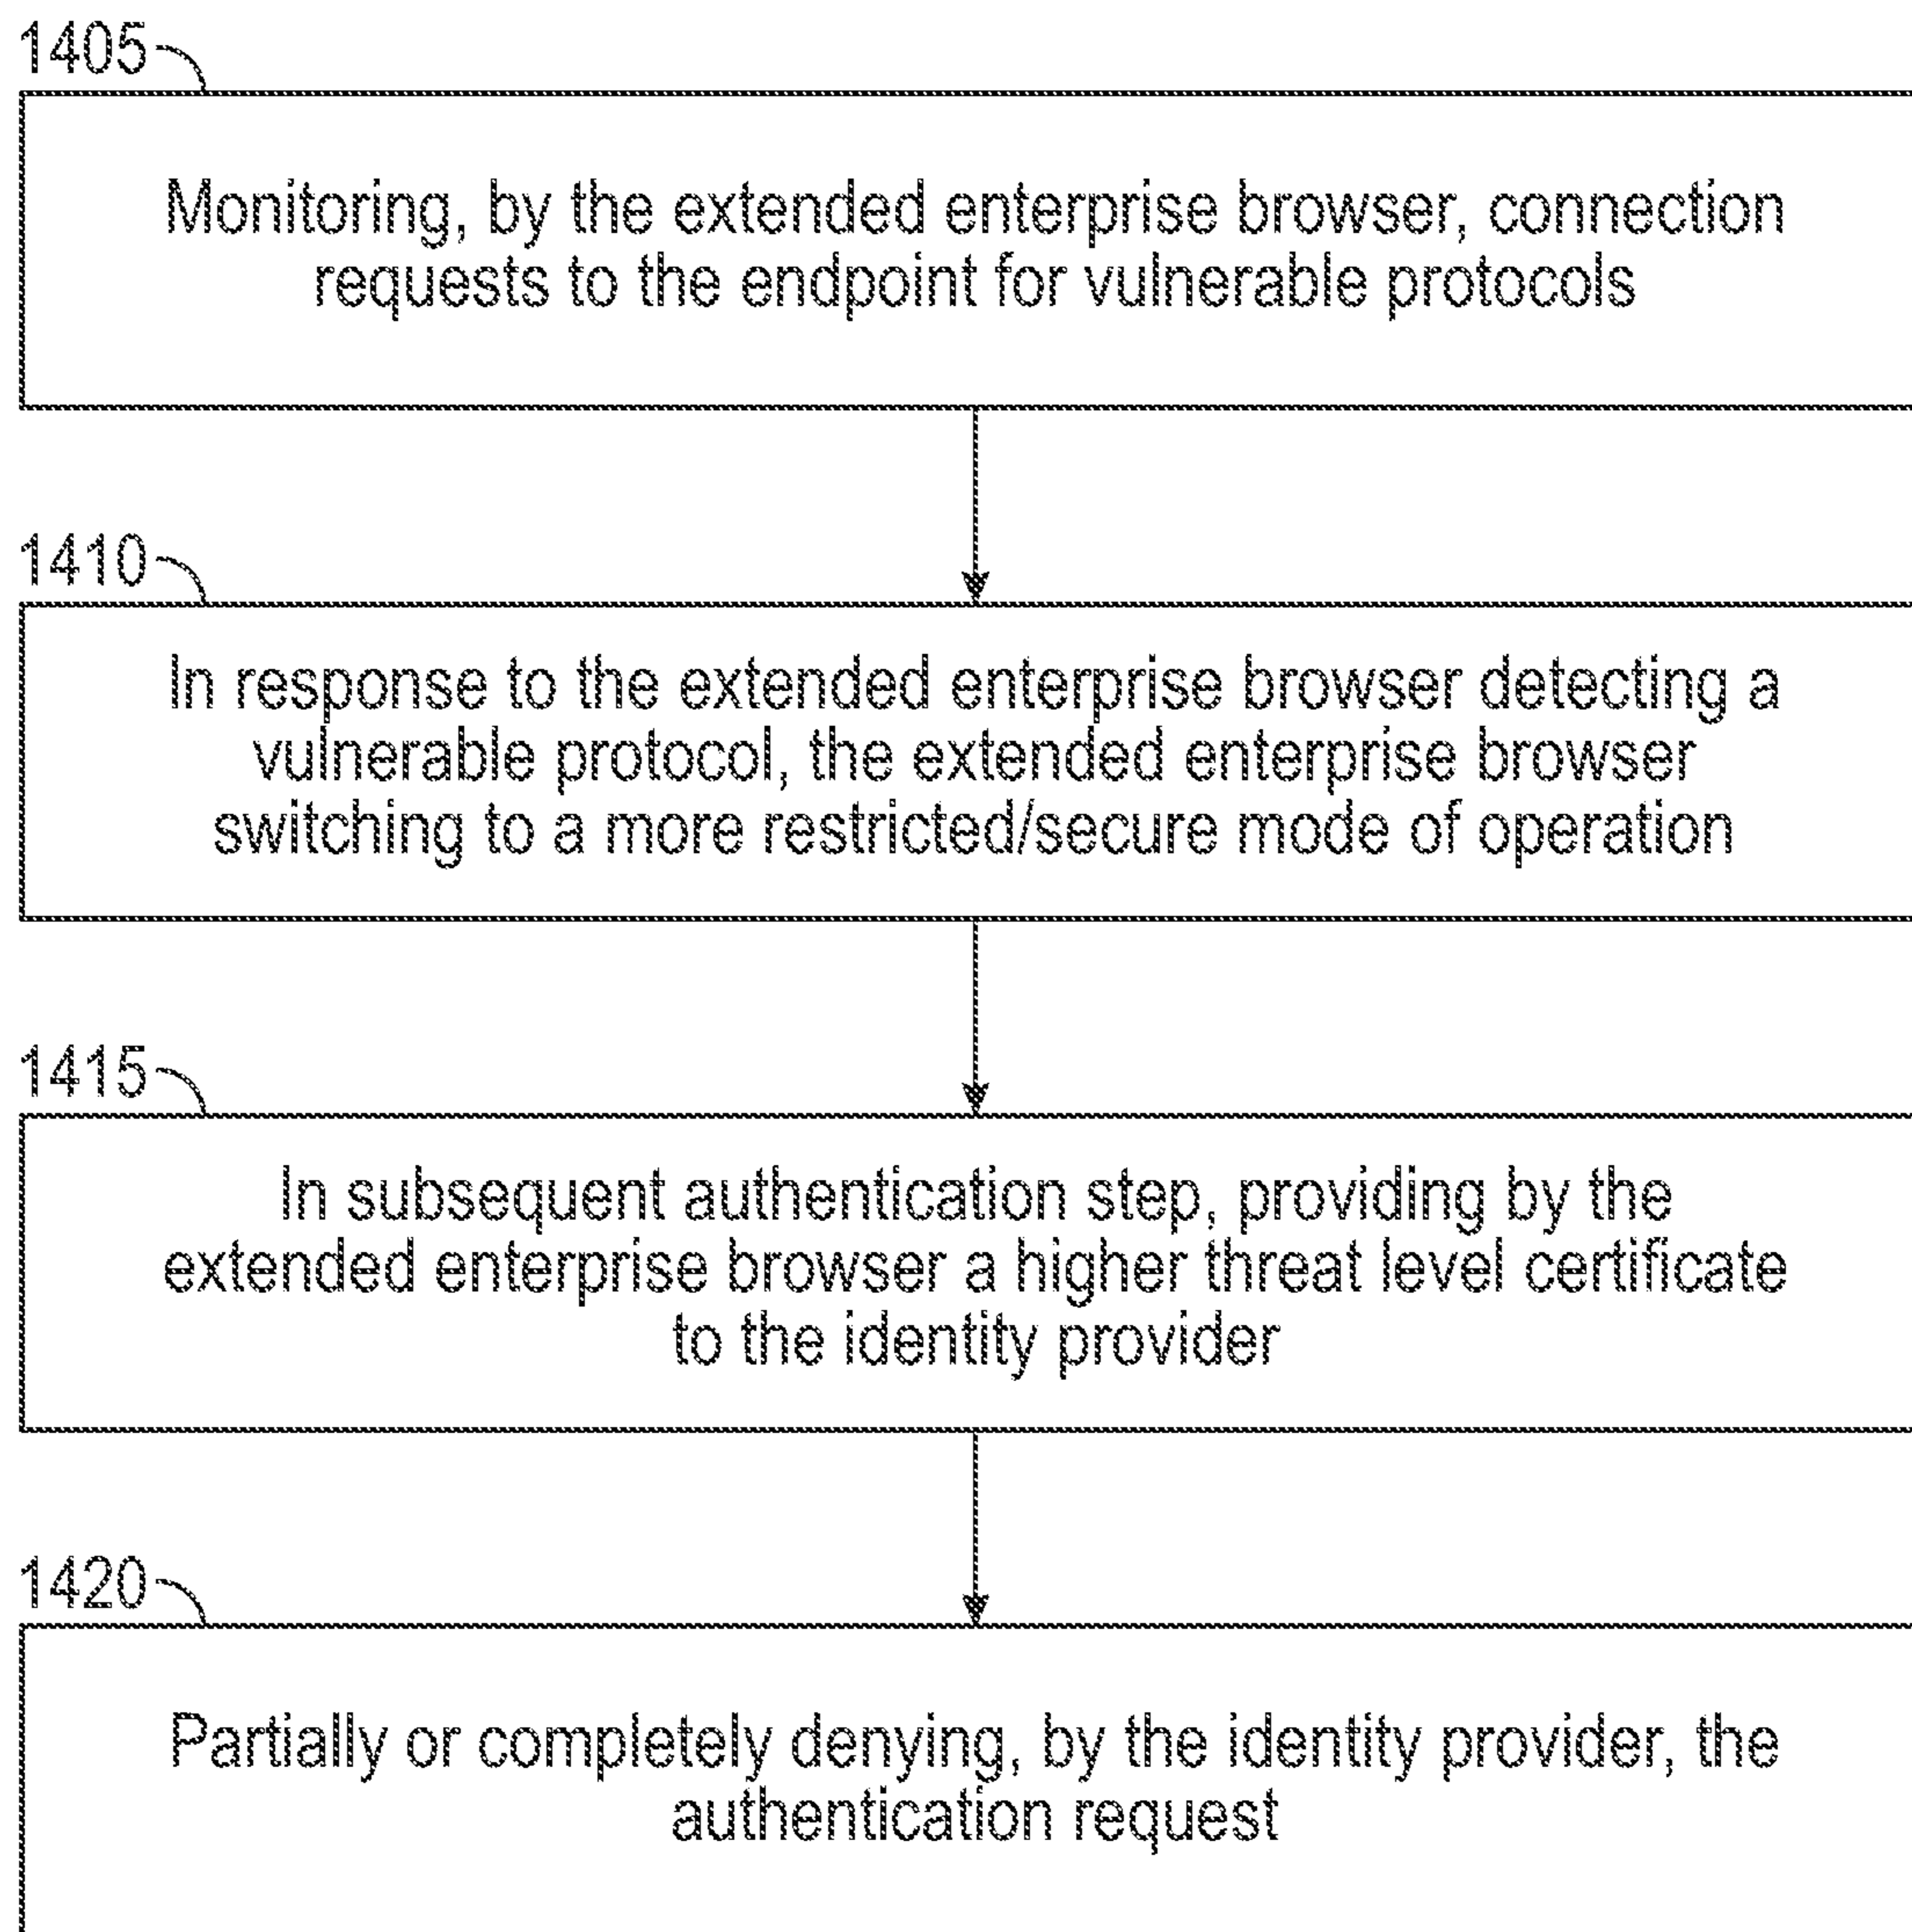 1405
Monitoring, by the extended enterprise browser, connection
requests to the endpoint for vulnerable protocols
1410
In response to the extended enterprise browser detecting a
vulnerable protocol, the extended enterprise browser
switching to a more restricted/secure mode of operation
1415
In subsequent authentication step, providing by the
extended enterprise browser a higher threat level certificate
to the identity provider
1420
Partially or completely denying, by the identity provider, the
authentication request